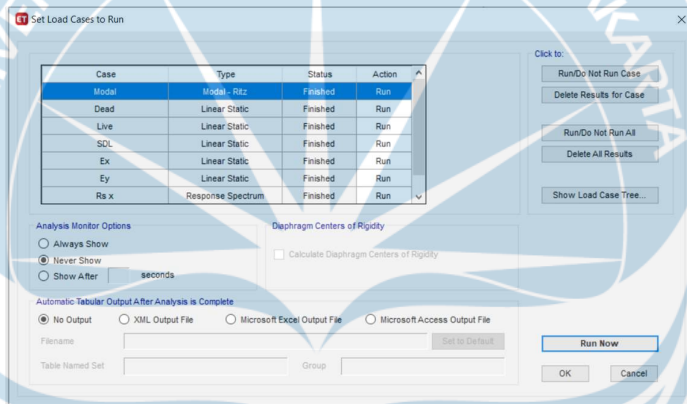 ET Set Load Cases to Run
Click to:
Case Type Status Action
Modal Modal - Ritz Finished Run
Dead Linear Static Finished Run
Live Linear Static Finished Run
SDL Linear Static Finished Run
Ex Linear Static Finished Run
Ey Linear Static Finished Run
Rs x Response Spectrum Finished Run
Run/Do Not Run Case
Delete Results for Case
Run/Do Not Run All
Delete All Results
Show Load Case Tree...
Analysis Monitor Options
Always Show
Never Show
Show After seconds
Diaphragm Centers of Rigidity
Calculate Diaphragm Centers of Rigidity
Automatic Tabular Output After Analysis is Complete
No Output XML Output File Microsoft Excel Output File Microsoft Access Output File
Filename Set to Default
Table Named Set Group
Run Now
OK Cancel